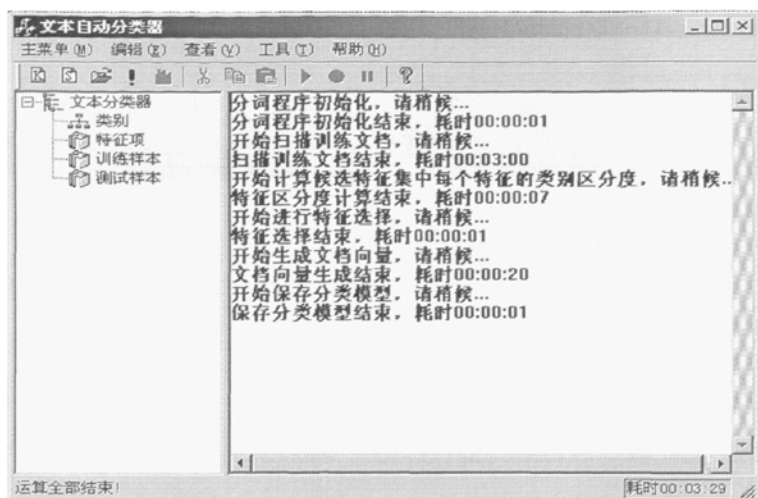 文本自动分类器
主菜单(M) 编辑(E) 查看(V) 工具(T) 帮助(H)
文本分类器
类别
特征项
训练样本
测试样本
分词程序初始化，请稍候...
分词程序初始化结束，耗时00:00:01
开始扫描训练文档，请稍候...
扫描训练文档结束，耗时00:03:00
开始计算候选特征集中每个特征的类别区分度，请稍候..
特征区分度计算结束，耗时00:00:07
开始进行特征选择，请稍候...
特征选择结束，耗时00:00:01
开始生成文档向量，请稍候...
文档向量生成结束，耗时00:00:20
开始保存分类模型，请稍候...
保存分类模型结束，耗时00:00:01
运算全部结束!
耗时00:03:29